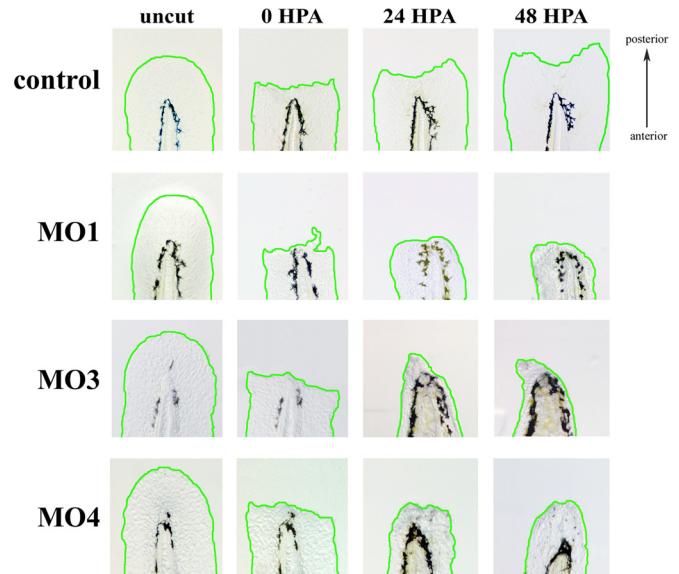 uncut 0 HPA 24 HPA 48 HPA
control
posterior
anterior
MO1
MO3
MO4